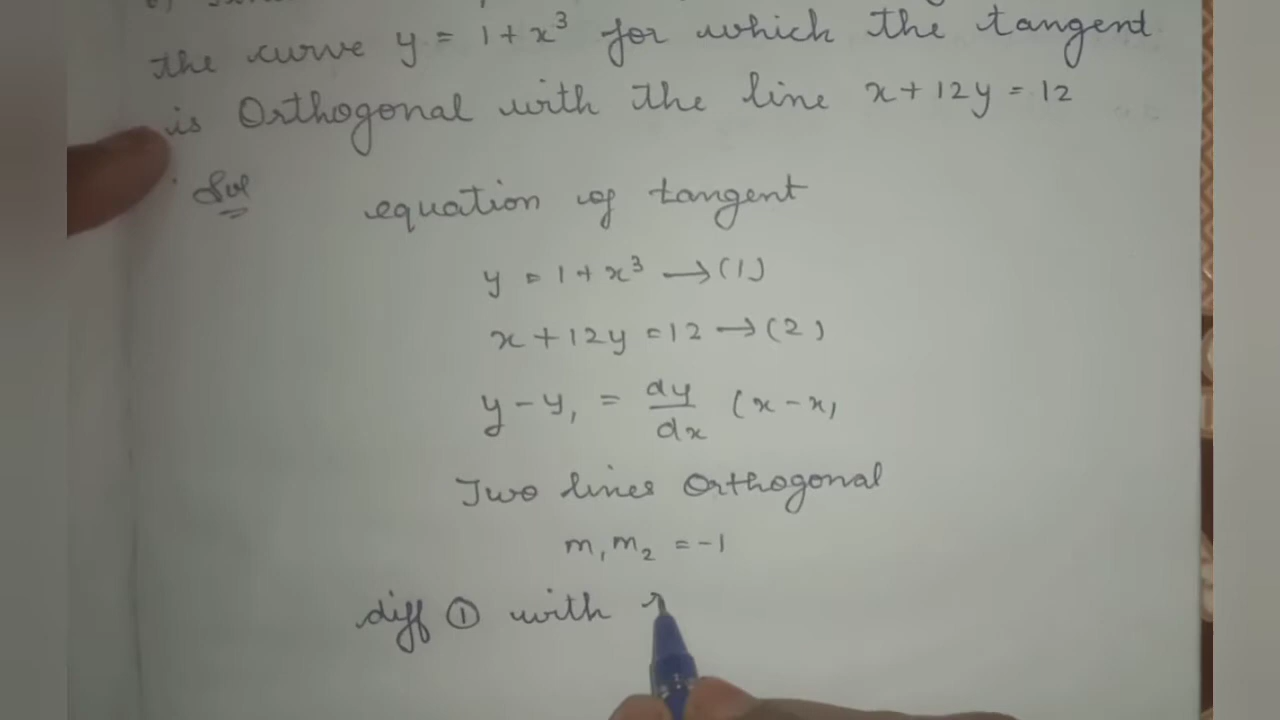 the curve y = 1 + x³ for which the tangent
is Orthogonal with the line x + 12y = 12
Sol
equation of tangent
y = 1 + x³ → (1)
x + 12y = 12 → (2)
y - y₁ = dy/dx (x - x₁
Two lines Orthogonal
m₁m₂ = -1
diff ① with